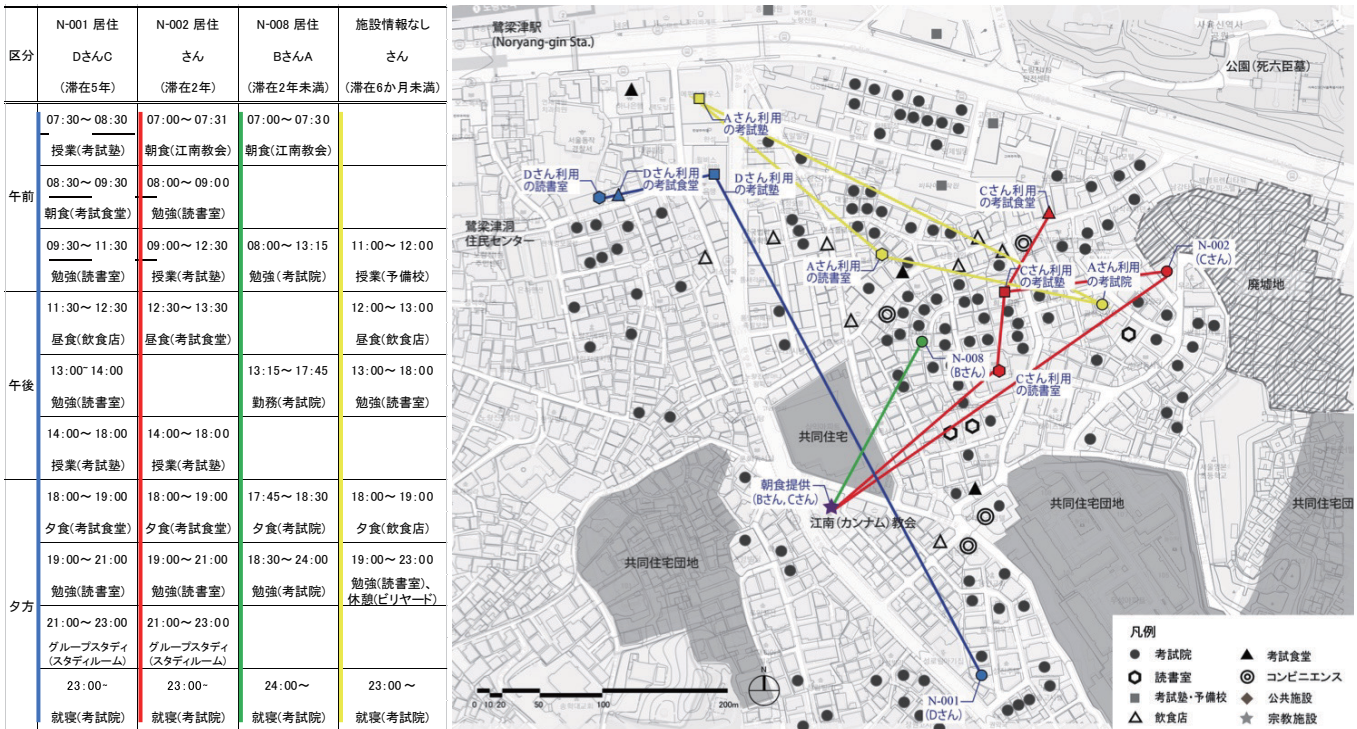 区分
N-001 居住
DさんC
(滞在5年)
N-002 居住
さん
(滞在2年)
N-008 居住
BさんA
(滞在2年未満)
施設情報なし
さん
(滞在6か月未満)
午前
07:30～08:30
授業(考試塾)
07:00～07:31
朝食(江南教会)
07:00～07:30
朝食(江南教会)
08:30～09:30
朝食(考試食堂)
08:00～09:00
勉強(読書室)
09:30～11:30
勉強(読書室)
09:00～12:30
授業(考試塾)
08:00～13:15
勉強(考試院)
11:00～12:00
授業(予備校)
午後
11:30～12:30
昼食(飲食店)
12:30～13:30
昼食(考試食堂)
12:00～13:00
昼食(飲食店)
13:00~14:00
勉強(読書室)
13:15～17:45
勤務(考試院)
13:00～18:00
勉強(読書室)
14:00～18:00
授業(考試塾)
14:00～18:00
授業(考試塾)
夕方
18:00～19:00
夕食(考試食堂)
18:00～19:00
夕食(考試食堂)
17:45～18:30
夕食(考試院)
18:00～19:00
夕食(飲食店)
19:00～21:00
勉強(読書室)
19:00～21:00
勉強(読書室)
18:30～24:00
勉強(考試院)
19:00～23:00
勉強(読書室)、
休憩(ビリヤード)
21:00～23:00
グループスタディ
(スタディルーム)
21:00～23:00
グループスタディ
(スタディルーム)
23:00~
就寝(考試院)
23:00~
就寝(考試院)
24:00～
就寝(考試院)
23:00～
就寝(考試院)
鷺梁津駅
(Noryang-gin Sta.)
公園(死六臣墓)
Aさん利用
の考試塾
Dさん利用
の読書室
Dさん利用
の考試食堂
Dさん利用
の考試塾
Cさん利用
の考試食堂
鷺梁津洞
住民センター
N-002
(Cさん)
Aさん利用
の読書室
Cさん利用
の考試塾
Aさん利用
の考試院
廃墟地
N-008
(Bさん)
Cさん利用
の読書室
共同住宅
朝食提供
(Bさん, Cさん)
江南(カンナム)教会
共同住宅団地
共同住宅団地
共同住宅団
N-001
(Dさん)
N
0 / 10 / 20
50
100
200m
凡例
考試院
考試食堂
読書室
コンビニエンス
考試塾・予備校
公共施設
飲食店
宗教施設